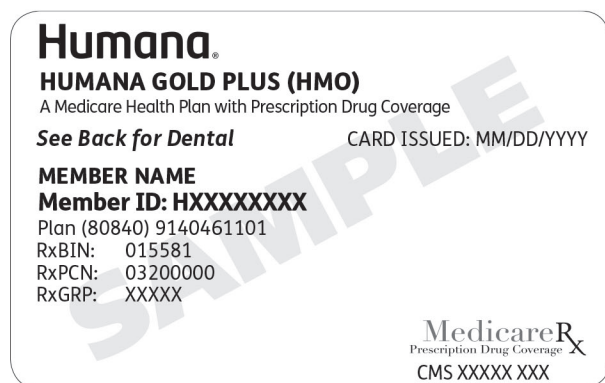 Humana®
HUMANA GOLD PLUS (HMO)
A Medicare Health Plan with Prescription Drug Coverage
See Back for Dental CARD ISSUED: MM/DD/YYYY
MEMBER NAME
Member ID: HXXXXXXXX
Plan (80840) 9140461101
RxBIN: 015581
RxPCN: 03200000
RxGRP: XXXXX
SAMPLE
MedicareRx
Prescription Drug Coverage
CMS XXXXX XXX